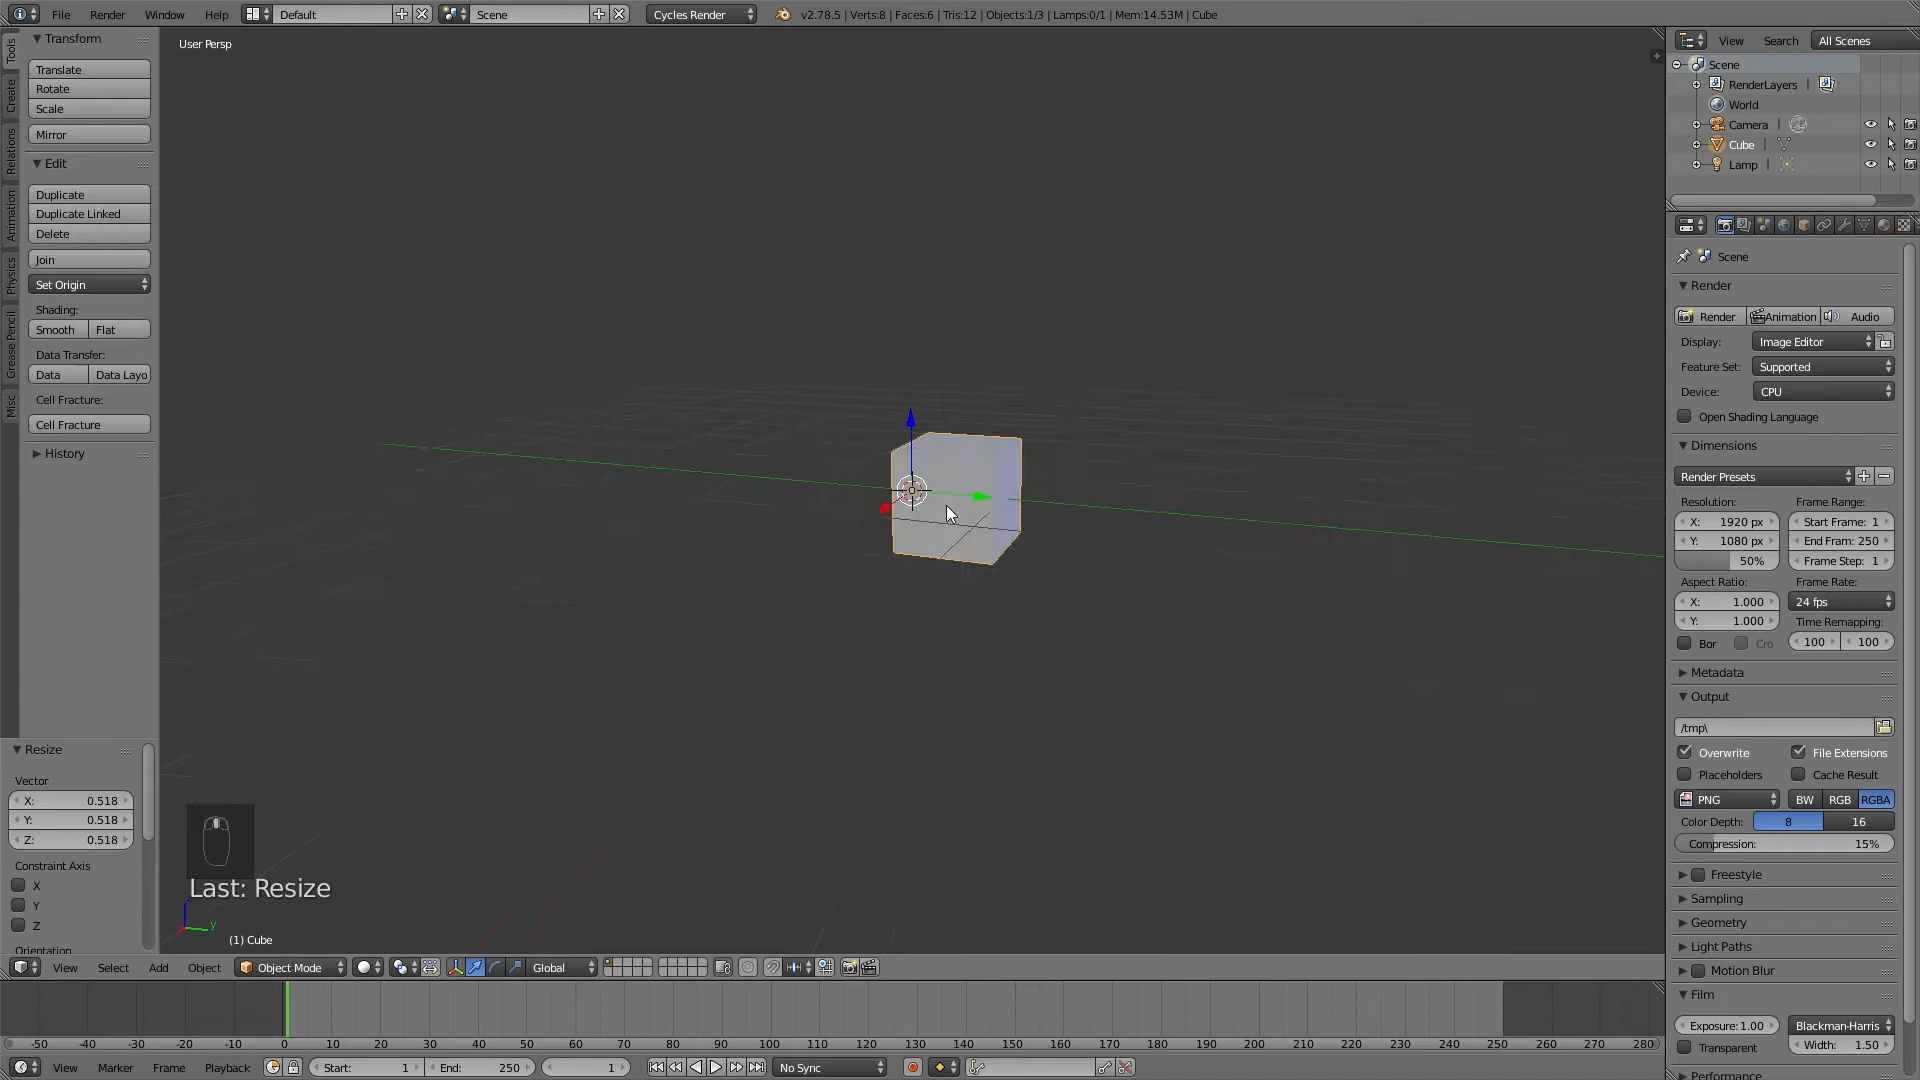 File Render Window Help Default Scene Cycles Render v2.78.5 | Verts:8 | Faces:6 | Tris:12 | Objects:1/3 | Lamps:0/1 | Mem:14.53M | Cube
Tools
Create
Relations
Animation
Physics
Grease Pencil
Misc
Transform
Translate
Rotate
Scale
Mirror
Edit
Duplicate
Duplicate Linked
Delete
Join
Set Origin
Shading:
Smooth Flat
Data Transfer:
Data Data Layo
Cell Fracture:
Cell Fracture
History
Resize
Vector
X: 0.518
Y: 0.518
Z: 0.518
Constraint Axis
X
Y
Z
Orientation
User Persp
Last: Resize
y
(1) Cube
View Select Add Object Object Mode Global
-50 -40 -30 -20 -10 0 10 20 30 40 50 60 70 80 90 100 110 120 130 140 150 160 170 180 190 200 210 220 230 240 250 260 270 280
View Marker Frame Playback Start: 1 End: 250 1 No Sync
View Search All Scenes
Scene
RenderLayers |
World
Camera |
Cube |
Lamp |
Scene
Render
Render Animation Audio
Display: Image Editor
Feature Set: Supported
Device: CPU
Open Shading Language
Dimensions
Render Presets
Resolution: Frame Range:
X: 1920 px Start Frame: 1
Y: 1080 px End Fram: 250
50% Frame Step: 1
Aspect Ratio: Frame Rate:
X: 1.000 24 fps
Y: 1.000 Time Remapping:
Bor Cro 100 100
Metadata
Output
/tmp\
Overwrite File Extensions
Placeholders Cache Result
PNG BW RGB RGBA
Color Depth: 8 16
Compression: 15%
Freestyle
Sampling
Geometry
Light Paths
Motion Blur
Film
Exposure:1.00 Blackman-Harris
Transparent Width: 1.50
Performance